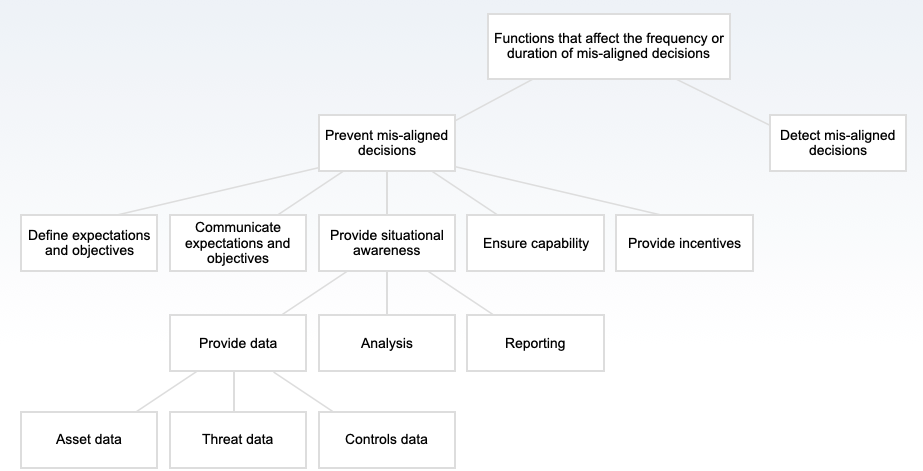 Functions that affect the frequency or
duration of mis-aligned decisions
Prevent mis-aligned
decisions
Detect mis-aligned
decisions
Define expectations
and objectives
Communicate
expectations and
objectives
Provide situational
awareness
Ensure capability
Provide incentives
Provide data
Analysis
Reporting
Asset data
Threat data
Controls data